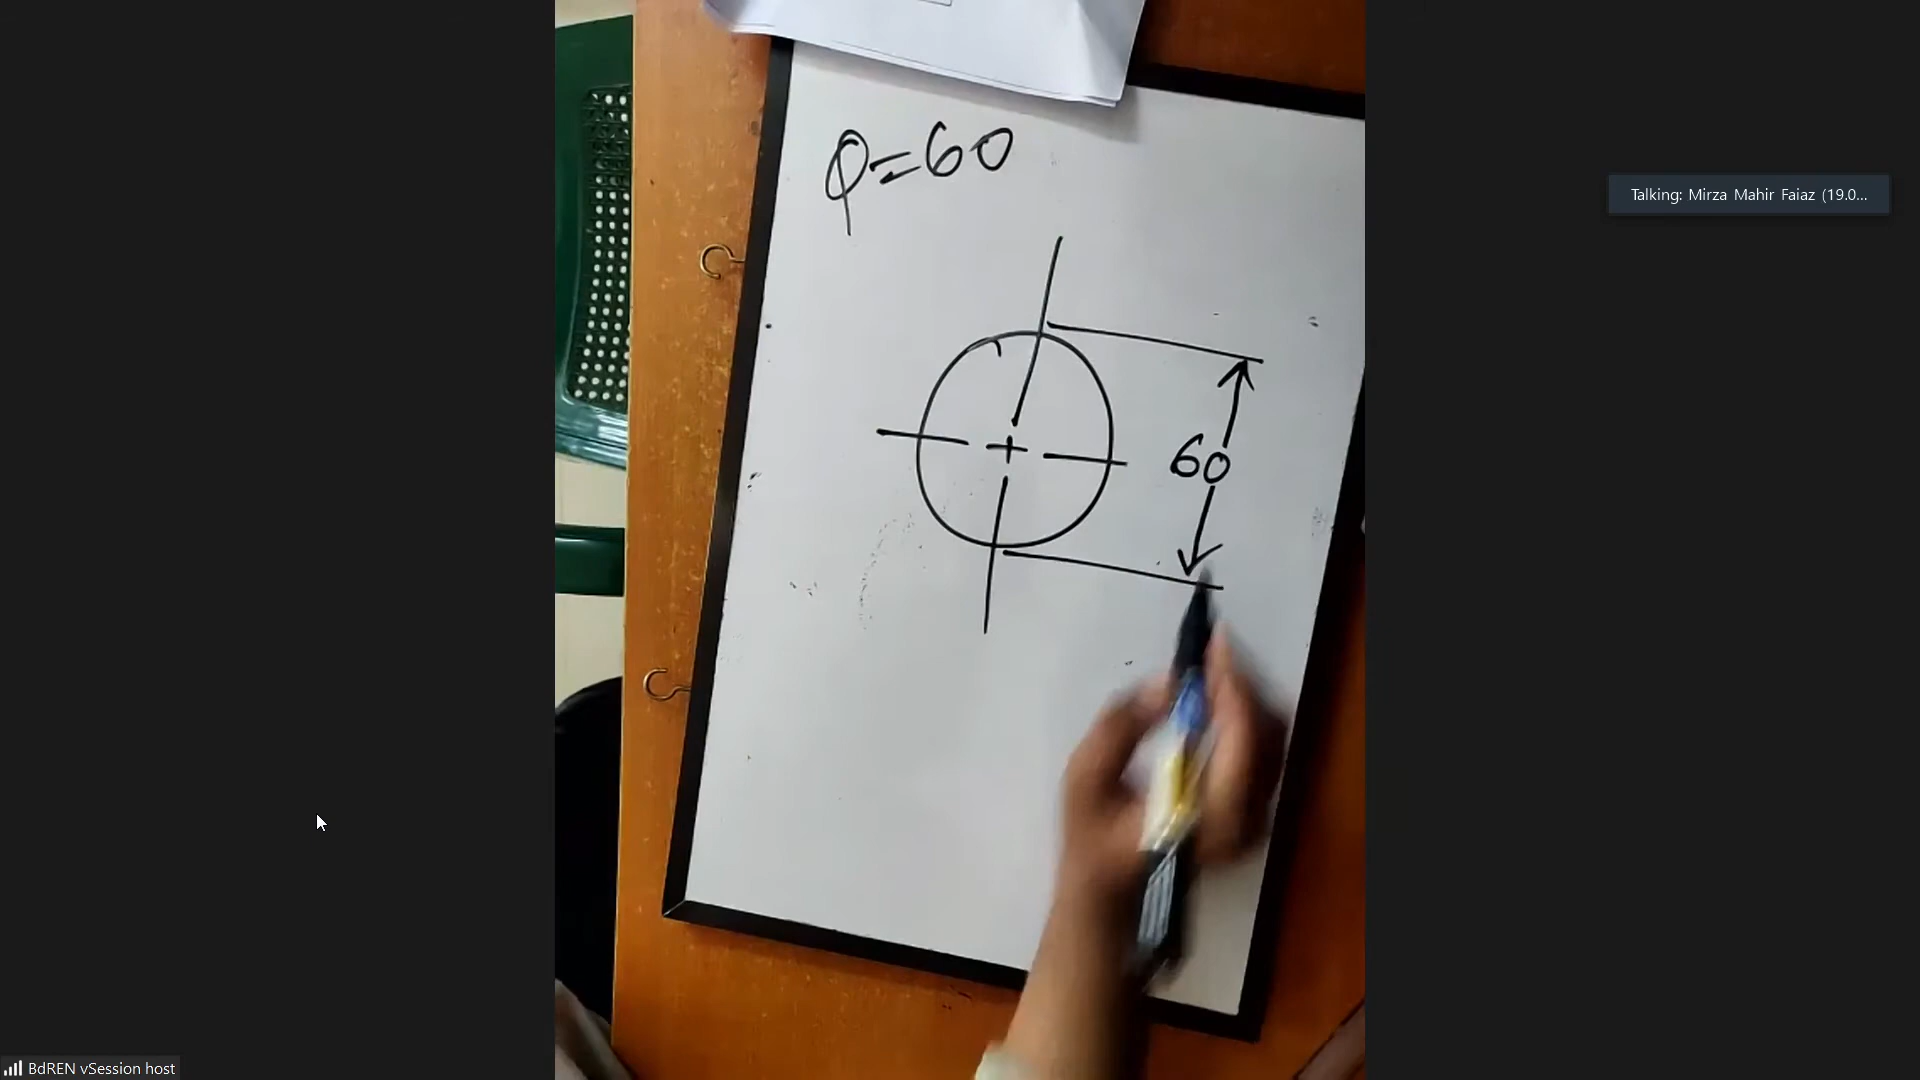 φ=60
60
Talking: Mirza Mahir Faiaz (19.0...
BdREN vSession host